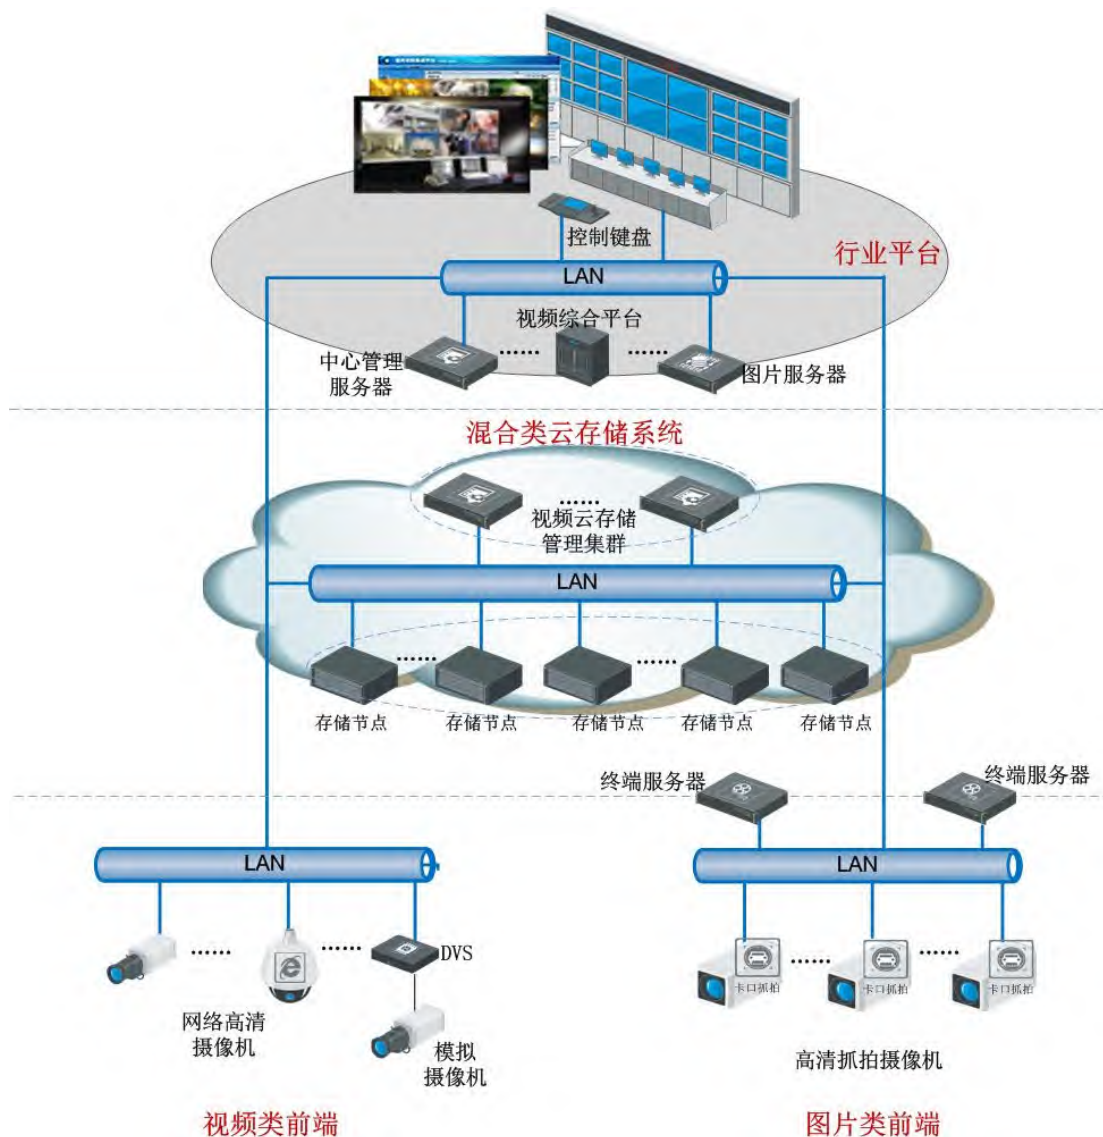 控制键盘
行业平台
LAN
视频综合平台
中心管理
服务器
图片服务器
混合类云存储系统
视频云存储
管理集群
LAN
存储节点
存储节点
存储节点
存储节点
存储节点
终端服务器
终端服务器
LAN
LAN
DVS
卡口抓拍
卡口抓拍
卡口抓拍
网络高清
摄像机
模拟
摄像机
高清抓拍摄像机
视频类前端
图片类前端